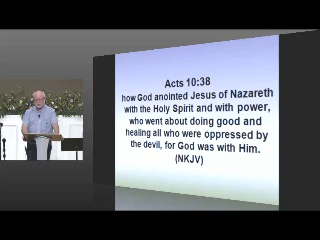 Acts 10:38
how God anointed Jesus of Nazareth
with the Holy Spirit and with power,
who went about doing good and
healing all who were oppressed by
the devil, for God was with Him.
(NKJV)